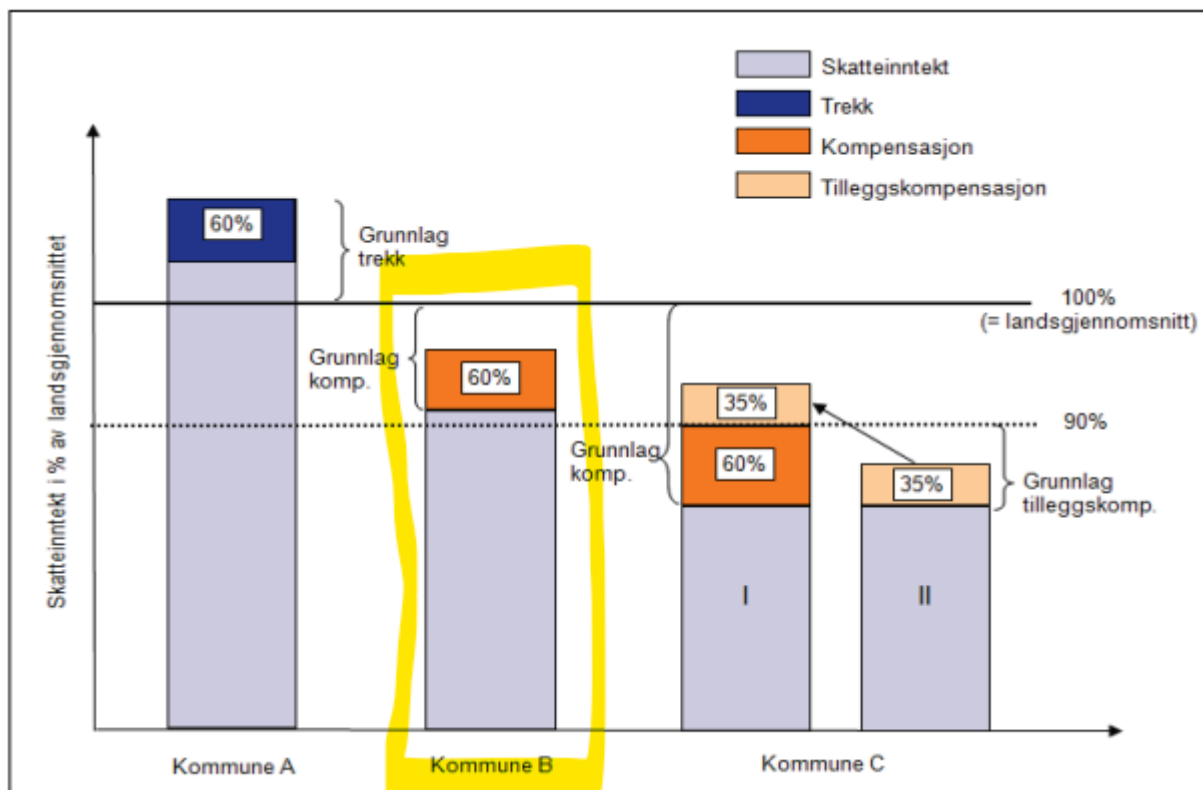 Skatteinntekt
Trekk
Kompensasjon
Tilleggskompensasjon
Skatteinntekt i % av landsgjennomsnittet
60%
Grunnlag
trekk
100%
(= landsgjennomsnitt)
Grunnlag
komp.
60%
35%
90%
Grunnlag
komp.
60%
35%
Grunnlag
tilleggskomp.
I
II
Kommune A
Kommune B
Kommune C